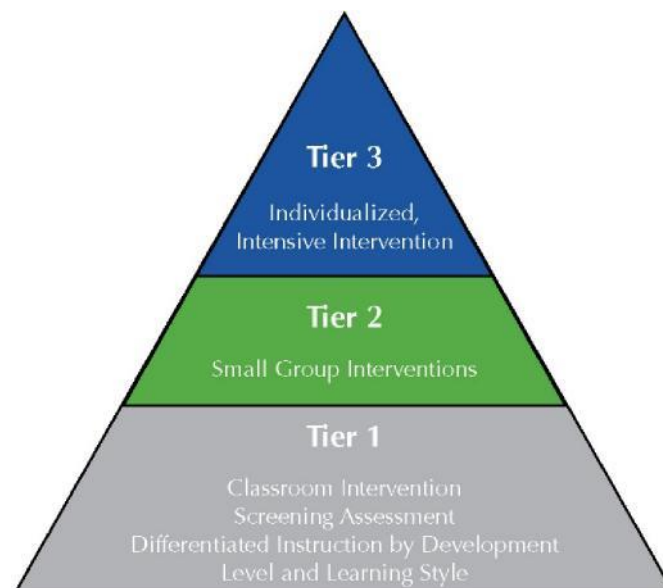 Tier 3
Individualized,
Intensive Intervention
Tier 2
Small Group Interventions
Tier 1
Classroom Intervention
Screening Assessment
Differentiated Instruction by Development
Level and Learning Style